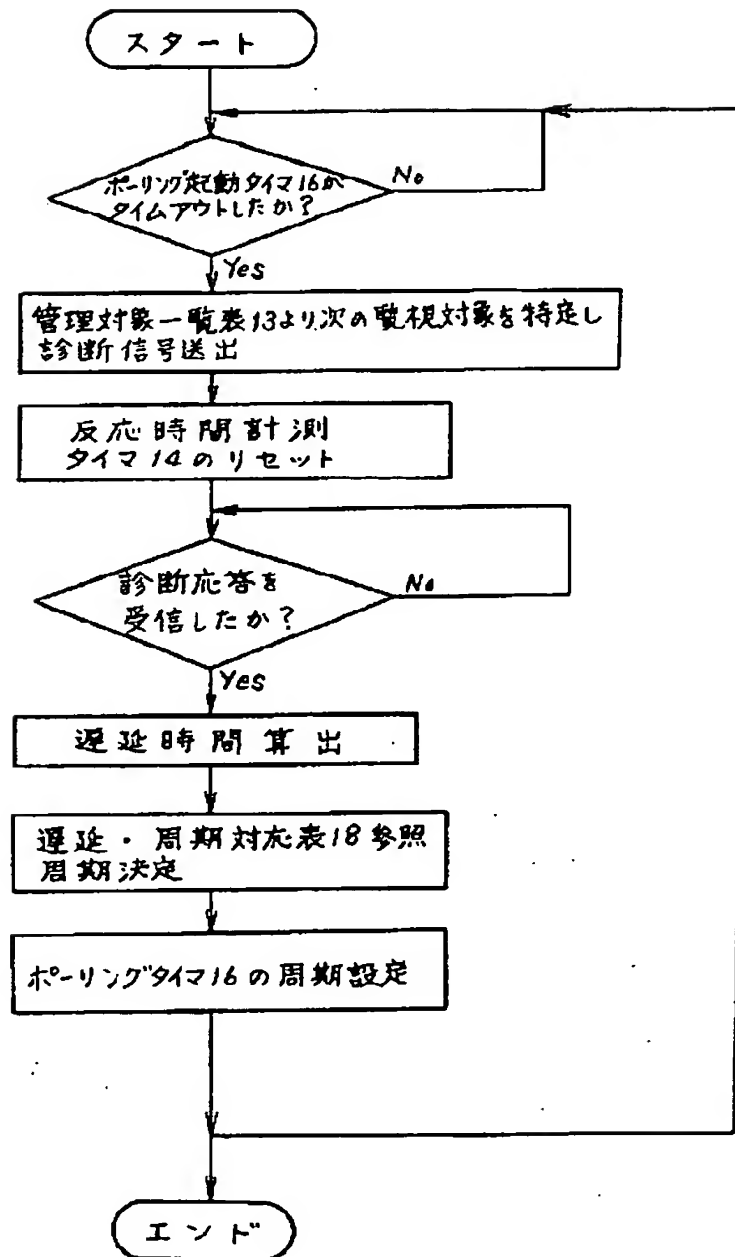 スタート
ポーリング起動タイマ16が
タイムアウトしたか?
No
Yes
管理対象一覧表13より次の監視対象を特定し
診断信号送出
反応時間計測
タイマ14のリセット
診断応答を
受信したか?
No
Yes
遅延時間算出
遅延・周期対応表18参照
周期決定
ポーリングタイマ16の周期設定
エンド